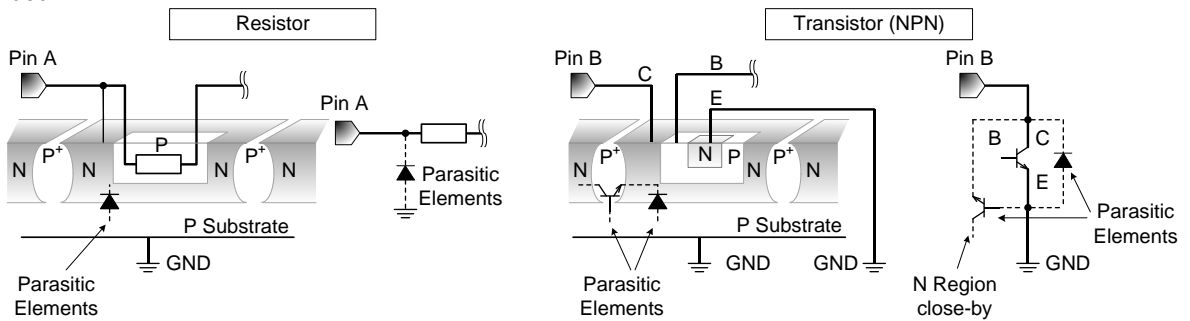 Resistor
Pin A
N
P+
N
P
N
P+
N
P Substrate
GND
Parasitic
Elements
Pin A
Parasitic
Elements
Transistor (NPN)
Pin B
C
B
E
N
P+
N
P
P+
N
N
P Substrate
GND
GND
Parasitic
Elements
Pin B
B
C
E
Parasitic
Elements
GND
N Region
close-by